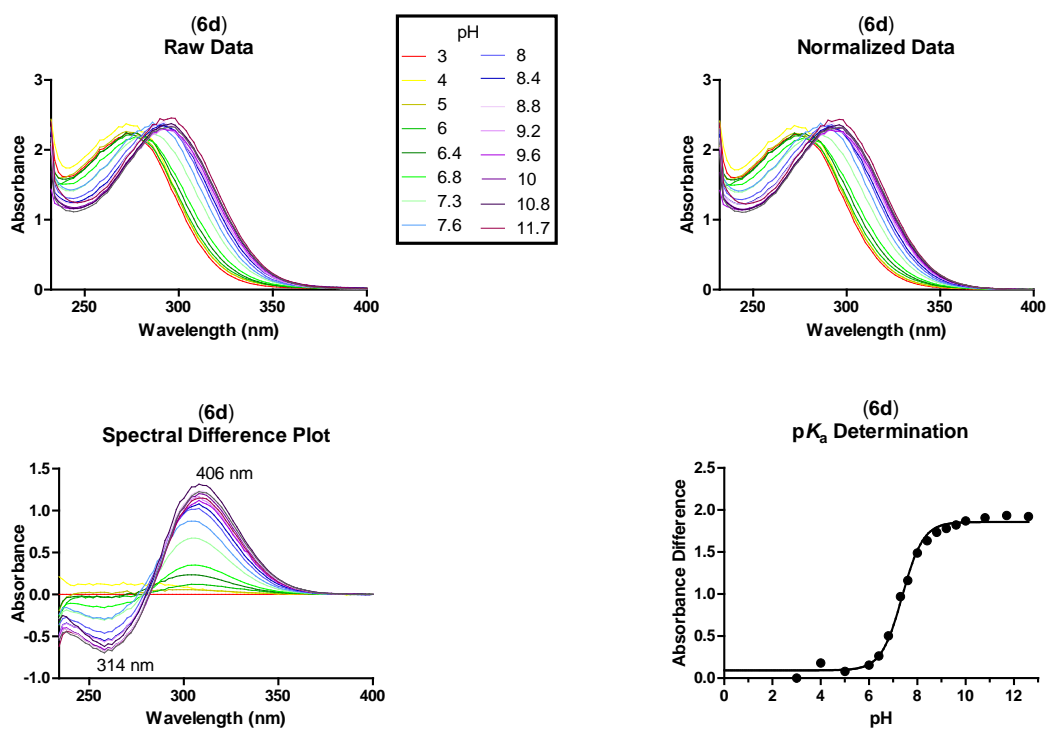 (6d)
Raw Data
3
2
1
0
250
300
350
400
Absorbance
Wavelength (nm)
pH
3
4
5
6
6.4
6.8
7.3
7.6
8
8.4
8.8
9.2
9.6
10
10.8
11.7
(6d)
Normalized Data
3
2
1
0
250
300
350
400
Absorbance
Wavelength (nm)
(6d)
Spectral Difference Plot
1.5
1.0
0.5
0.0
-0.5
-1.0
250
300
350
400
406 nm
314 nm
Absorbance
Wavelength (nm)
(6d)
pKa Determination
2.5
2.0
1.5
1.0
0.5
0.0
0
2
4
6
8
10
12
Absorbance Difference
pH